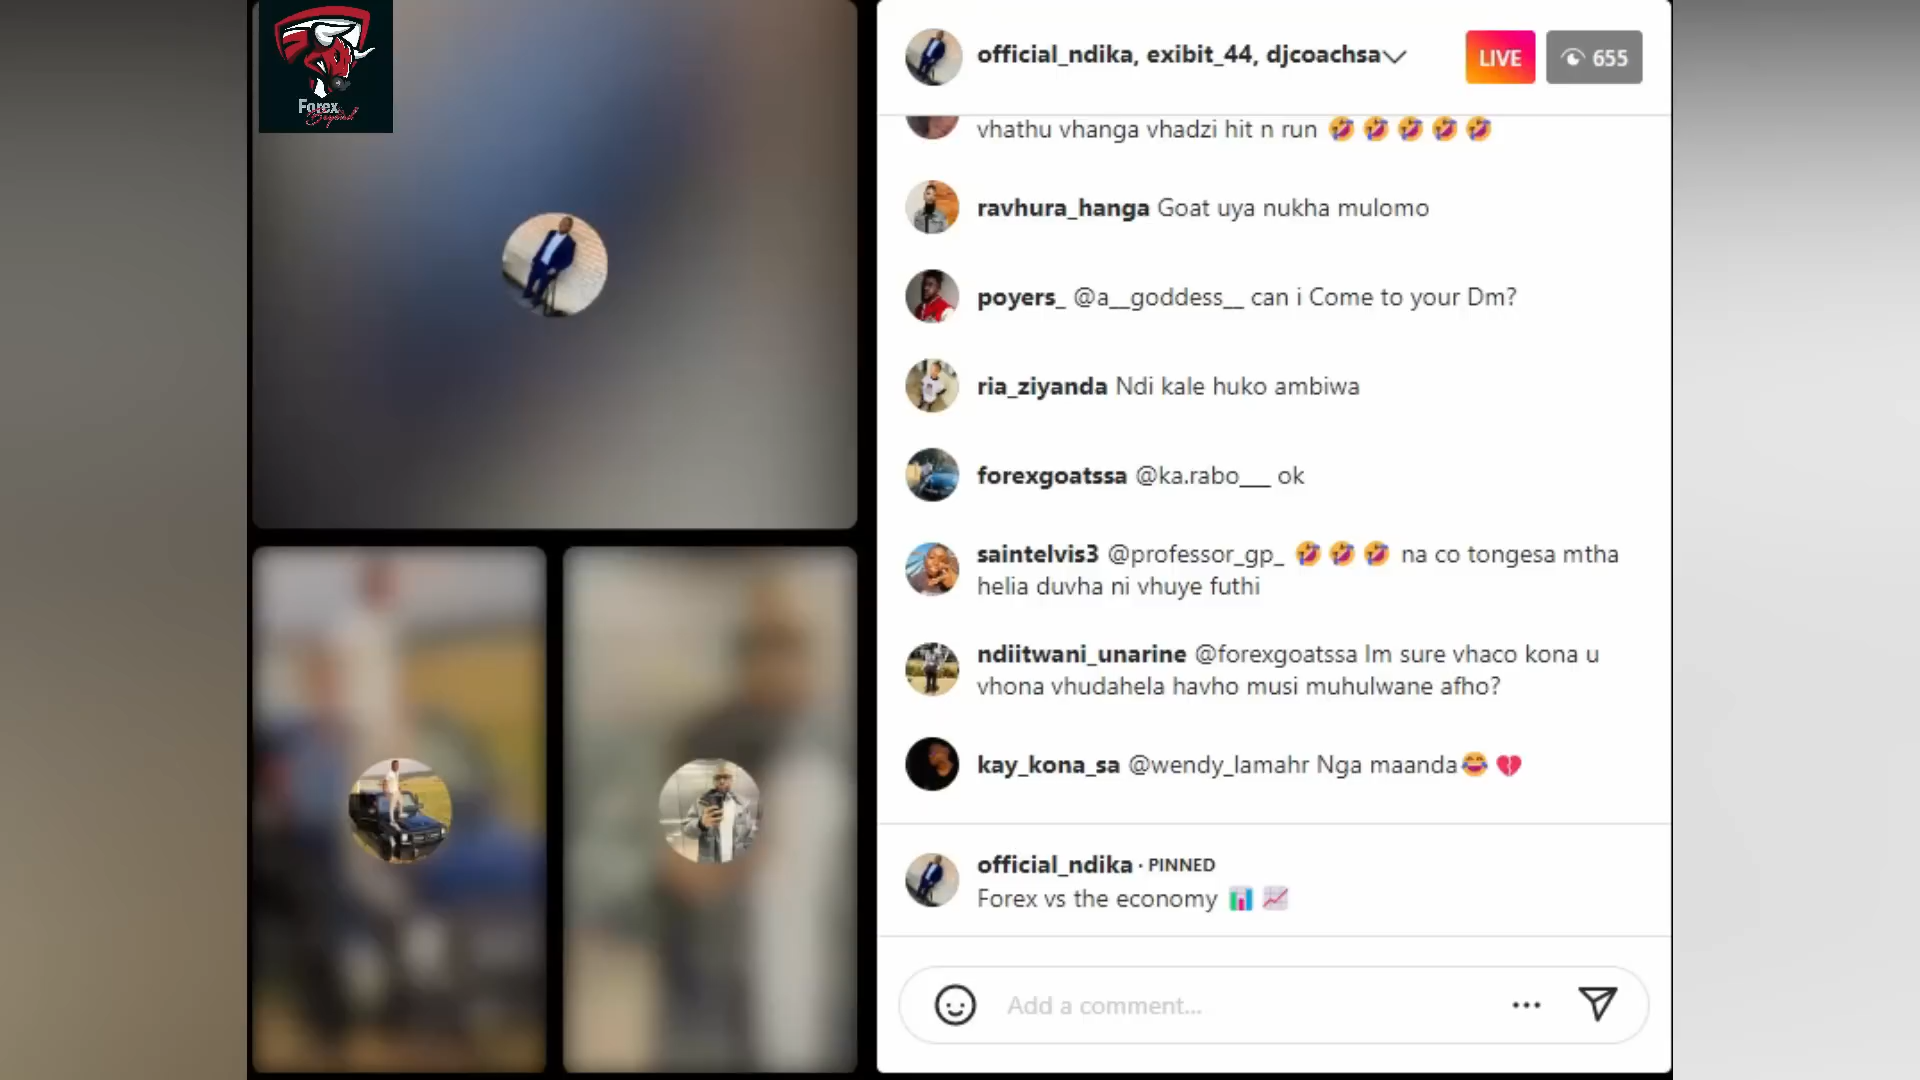 Forex
Beyond
official_ndika, exibit_44, djcoachsa
LIVE
655
vhathu vhanga vhadzi hit n run 🤣🤣🤣🤣🤣
ravhura_hanga Goat uya nukha mulomo
poyers_ @a__goddess__ can i Come to your Dm?
ria_ziyanda Ndi kale huko ambiwa
forexgoatssa @ka.rabo___ ok
saintelvis3 @professor_gp_ 🤣🤣🤣 na co tongesa mtha
helia duvha ni vhuye futhi
ndiitwani_unarine @forexgoatssa Im sure vhaco kona u
vhona vhudahela havho musi muhulwane afho?
kay_kona_sa @wendy_lamahr Nga maanda😂💔
official_ndika · PINNED
Forex vs the economy 📊📈
Add a comment...